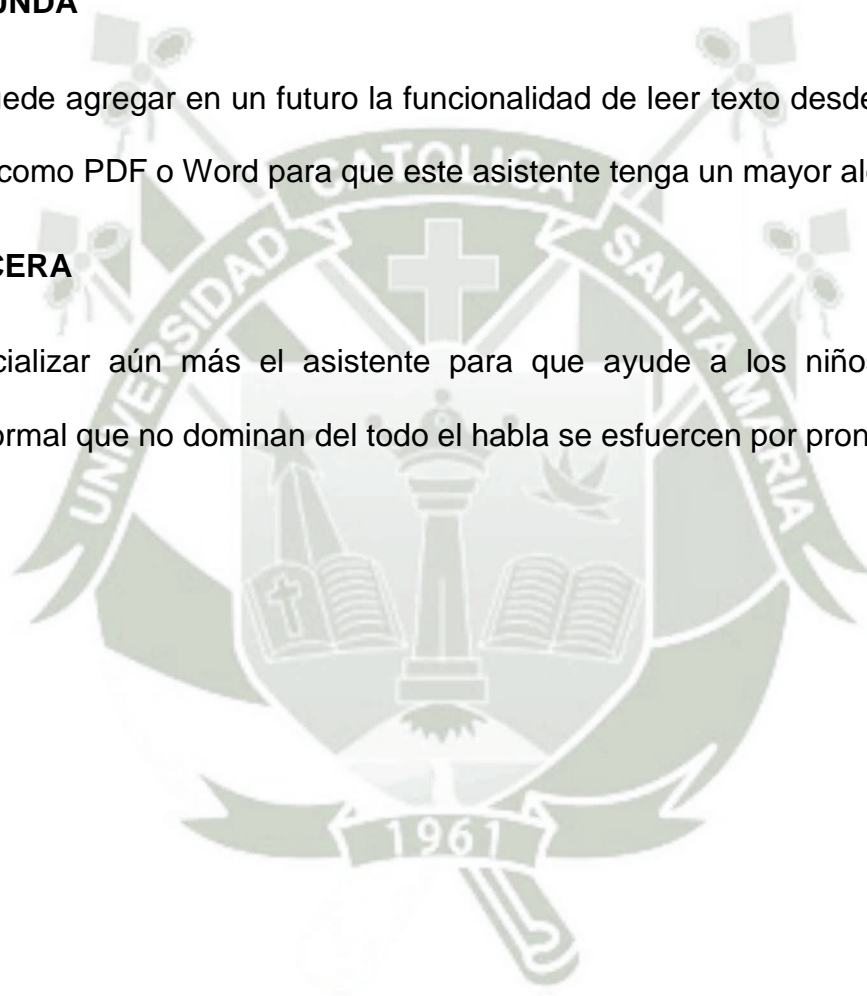 UNDA
uede agregar en un futuro la funcionalidad de leer texto desde
como PDF o Word para que este asistente tenga un mayor al
CERA
cializar aún más el asistente para que ayude a los niño
ormal que no dominan del todo el habla se esfuercen por pron
UNIVERSIDAD CATOLICA SANTA MARIA
1961